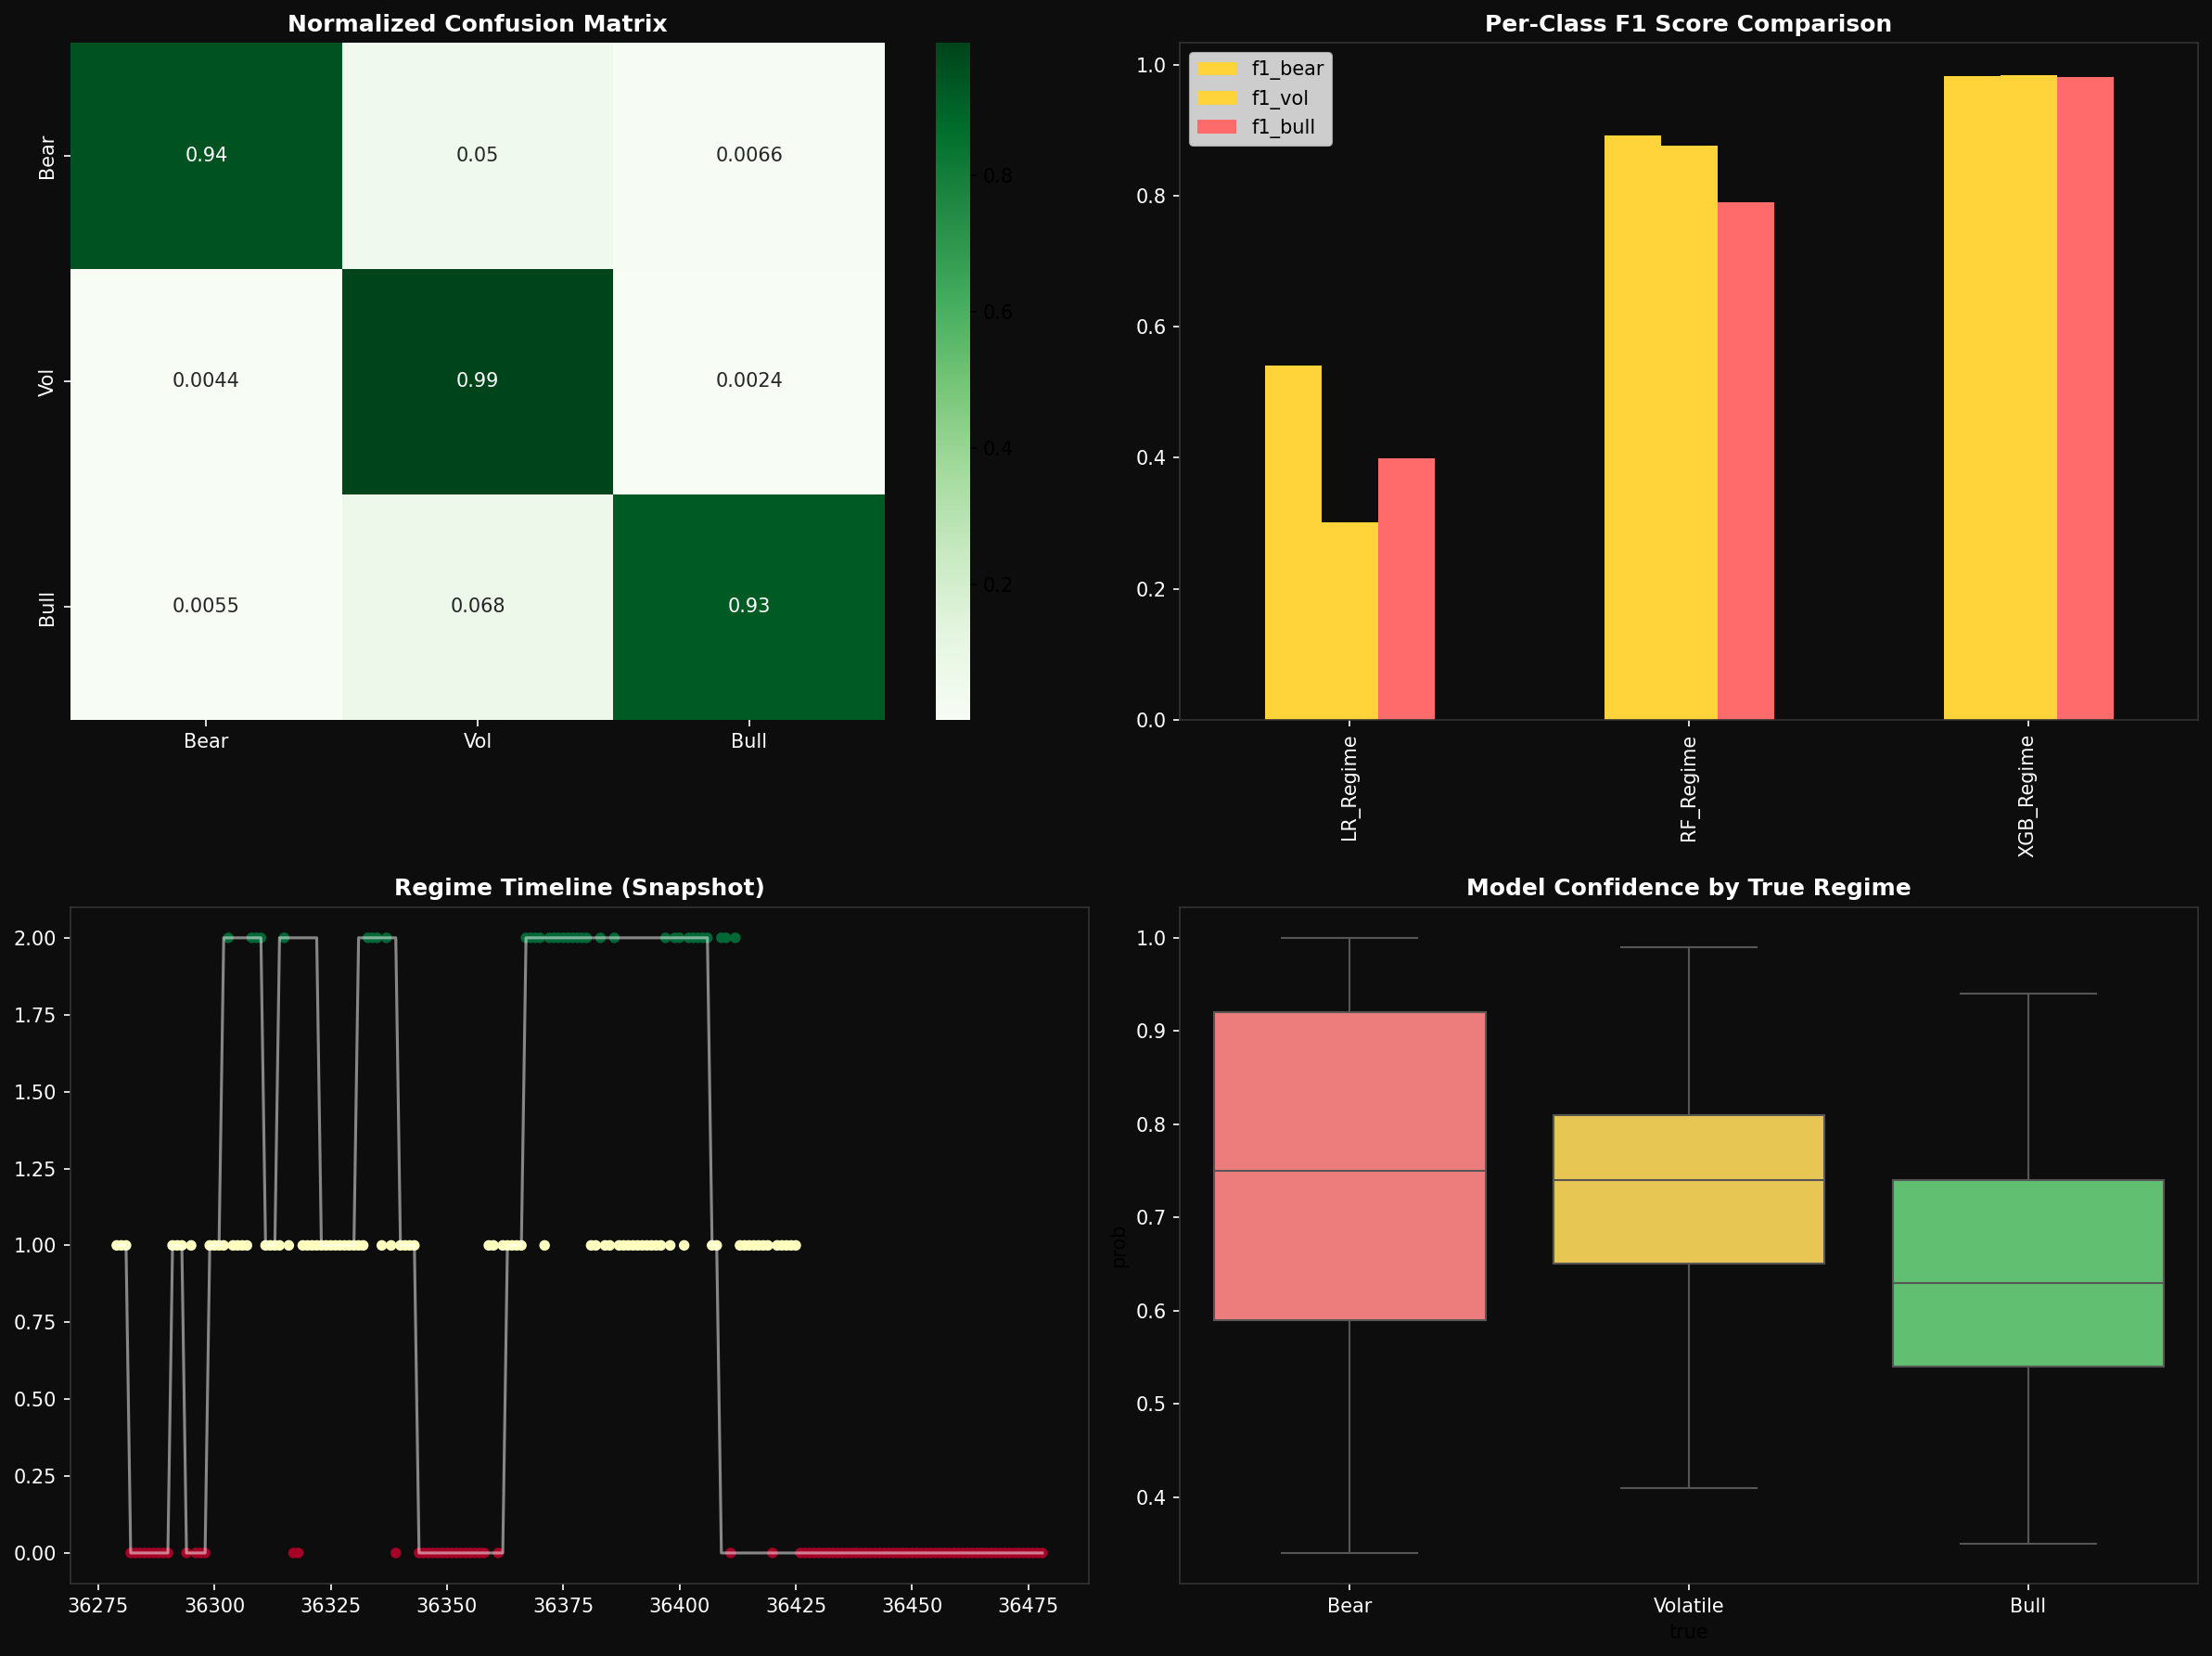 Normalized Confusion Matrix
Bear
0.94
0.05
0.0066
Vol
0.0044
0.99
0.0024
Bull
0.0055
0.068
0.93
Bear
Vol
Bull
0.8
0.6
0.4
0.2
Per-Class F1 Score Comparison
f1_bear
f1_vol
f1_bull
1.0
0.8
0.6
0.4
0.2
0.0
LR_Regime
RF_Regime
XGB_Regime
Regime Timeline (Snapshot)
2.00
1.75
1.50
1.25
1.00
0.75
0.50
0.25
0.00
36275
36300
36325
36350
36375
36400
36425
36450
36475
Model Confidence by True Regime
prob
1.0
0.9
0.8
0.7
0.6
0.5
0.4
Bear
Volatile
Bull
true